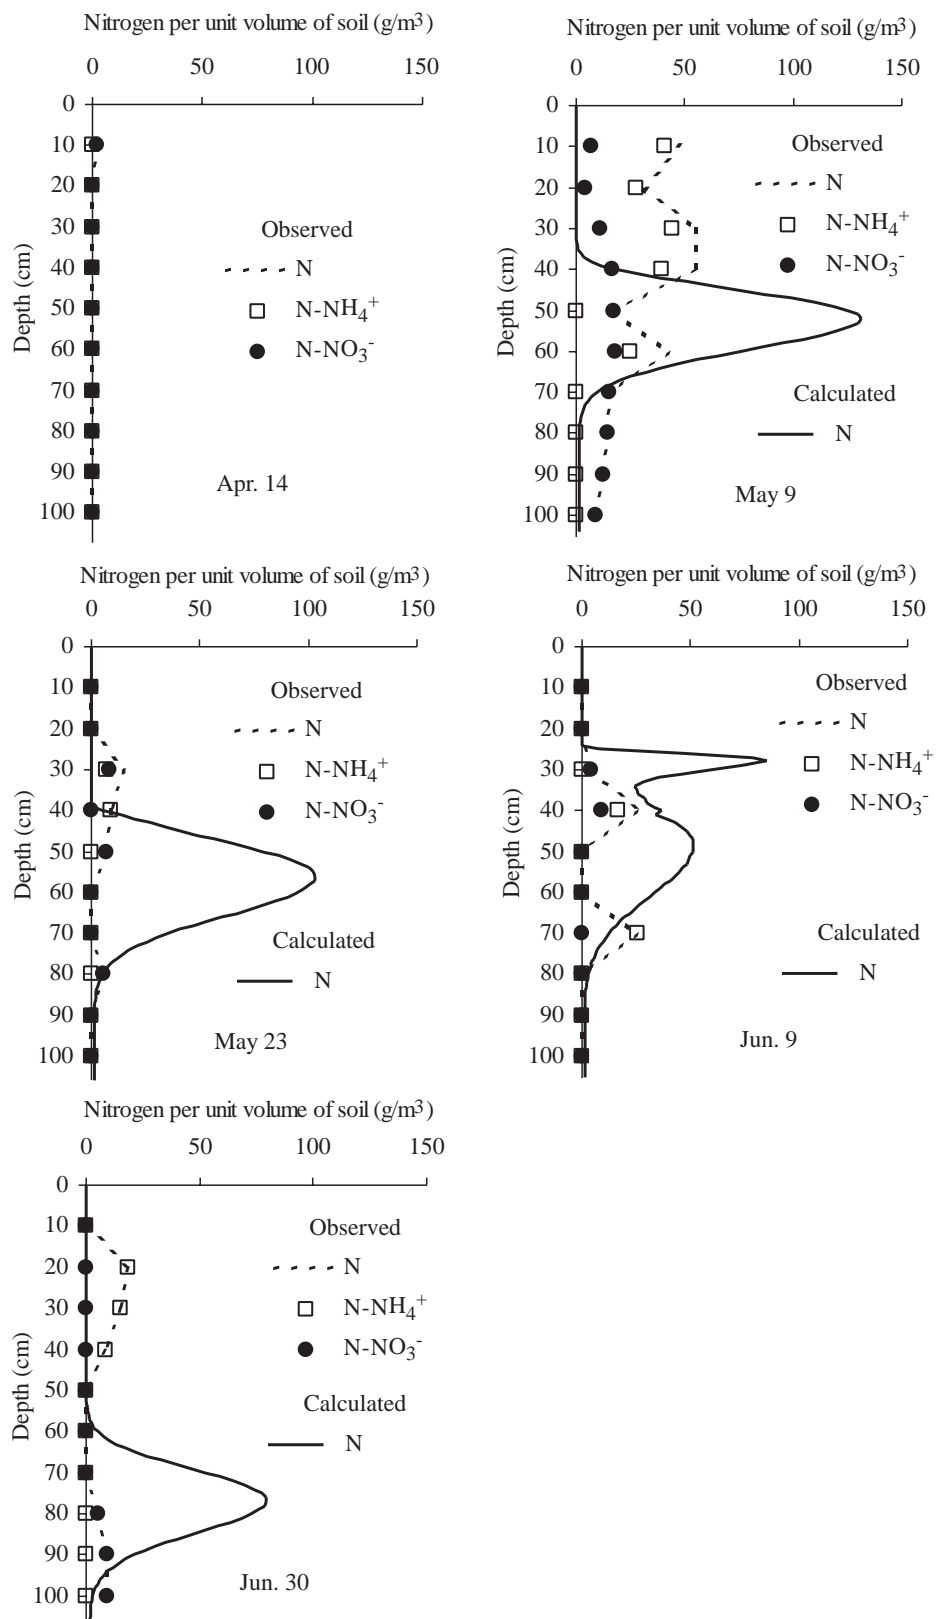 Nitrogen per unit volume of soil (g/m3)
0 50 100 150
0
10
20
30
40
50
60
70
80
90
100
Depth (cm)
Observed
N
N-NH4+
N-NO3-
Apr. 14
Nitrogen per unit volume of soil (g/m3)
0 50 100 150
0
10
20
30
40
50
60
70
80
90
100
Depth (cm)
Observed
N
N-NH4+
N-NO3-
Calculated
N
May 9
Nitrogen per unit volume of soil (g/m3)
0 50 100 150
0
10
20
30
40
50
60
70
80
90
100
Depth (cm)
Observed
N
N-NH4+
N-NO3-
Calculated
N
May 23
Nitrogen per unit volume of soil (g/m3)
0 50 100 150
0
10
20
30
40
50
60
70
80
90
100
Depth (cm)
Observed
N
N-NH4+
N-NO3-
Calculated
N
Jun. 9
Nitrogen per unit volume of soil (g/m3)
0 50 100 150
0
10
20
30
40
50
60
70
80
90
100
Depth (cm)
Observed
N
N-NH4+
N-NO3-
Calculated
N
Jun. 30